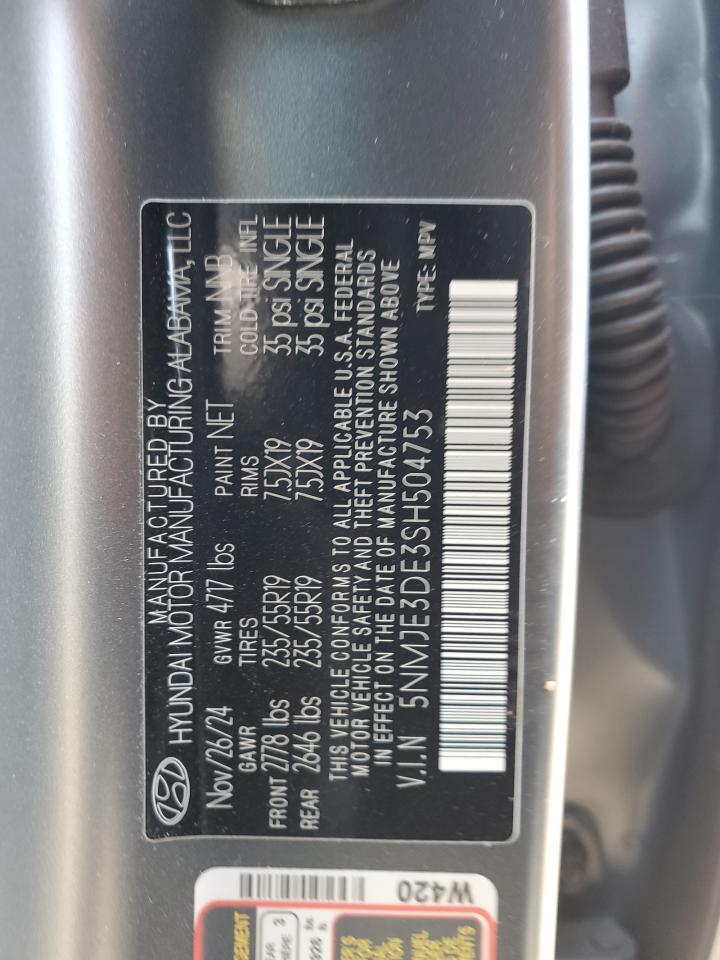 MANUFACTURED BY
HYUNDAI MOTOR MANUFACTURING ALABAMA, LLC
Nov/26/24 GVWR 4717 lbs PAINT NET TRIM NNB
GAWR TIRES RIMS COLD TIRE INFL
FRONT 2778 lbs 235/55R19 7.5JX19 35 psi SINGLE
REAR 2646 lbs 235/55R19 7.5JX19 35 psi SINGLE
THIS VEHICLE CONFORMS TO ALL APPLICABLE U.S.A. FEDERAL
MOTOR VEHICLE SAFETY AND THEFT PREVENTION STANDARDS
IN EFFECT ON THE DATE OF MANUFACTURE SHOWN ABOVE
V.I.N 5NMJE3DE3SH504753 TYPE: MPV
W420